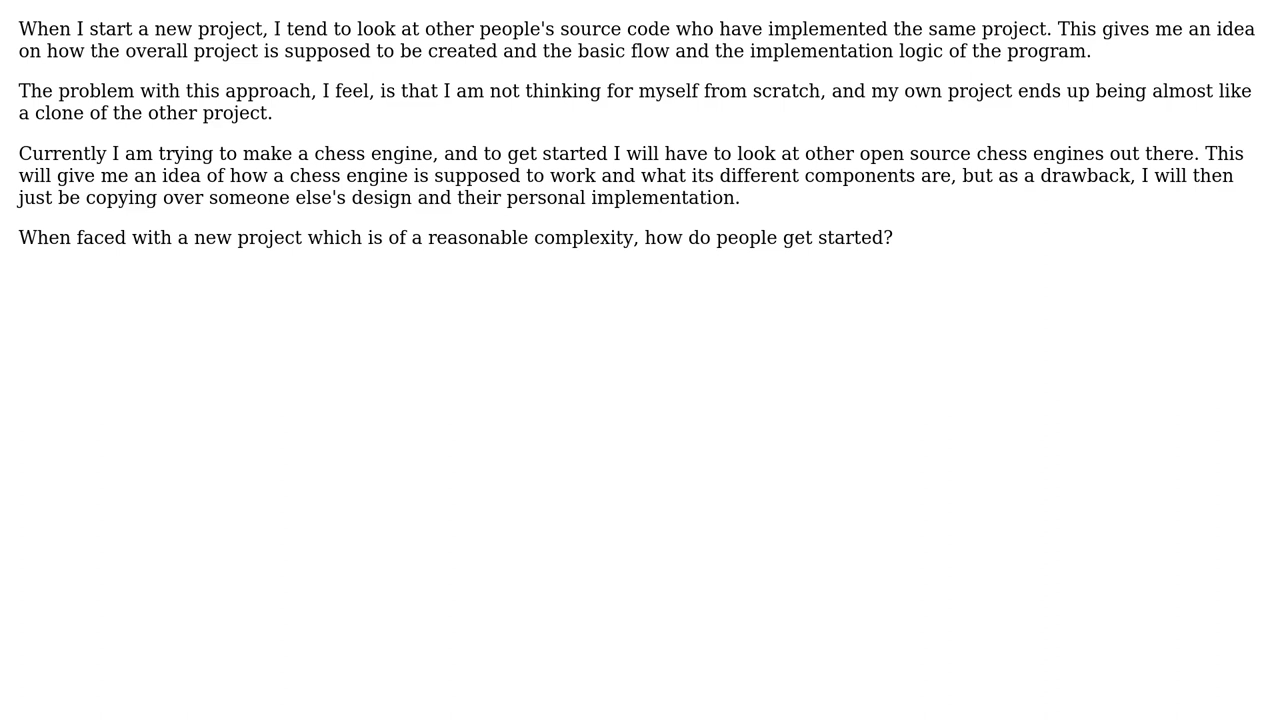 When I start a new project, I tend to look at other people's source code who have implemented the same project. This gives me an idea
on how the overall project is supposed to be created and the basic flow and the implementation logic of the program.
The problem with this approach, I feel, is that I am not thinking for myself from scratch, and my own project ends up being almost like
a clone of the other project.
Currently I am trying to make a chess engine, and to get started I will have to look at other open source chess engines out there. This
will give me an idea of how a chess engine is supposed to work and what its different components are, but as a drawback, I will then
just be copying over someone else's design and their personal implementation.
When faced with a new project which is of a reasonable complexity, how do people get started?